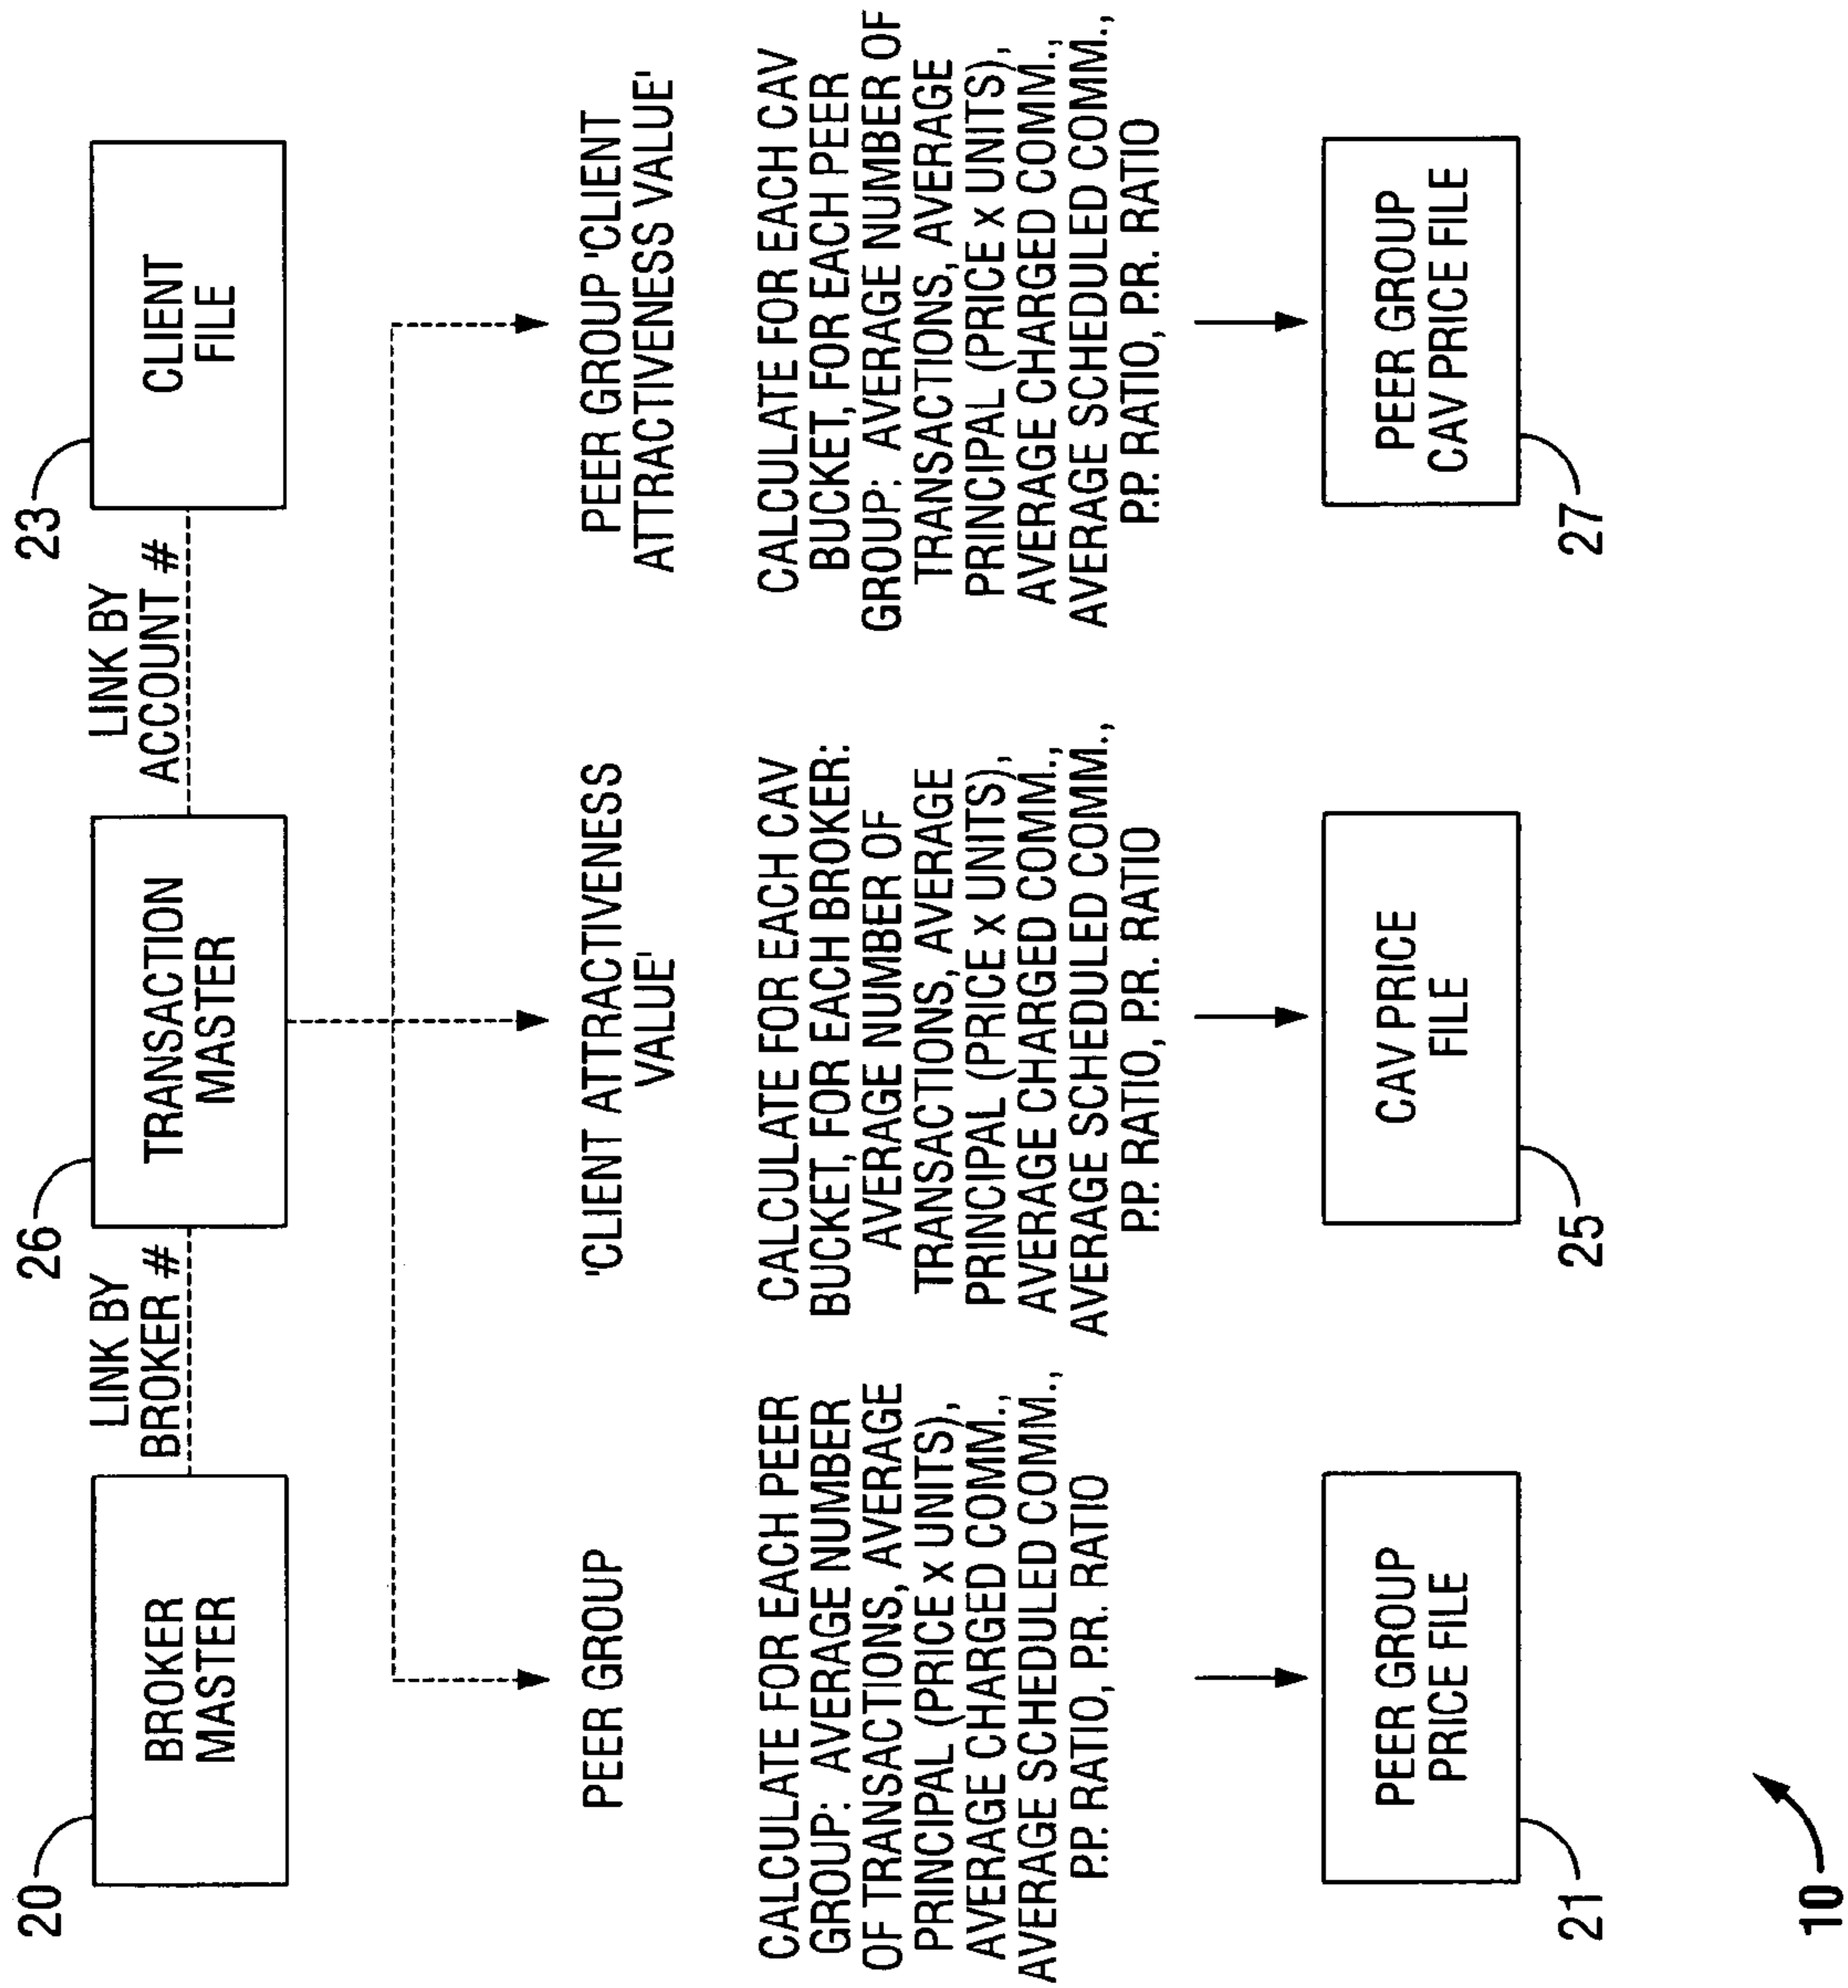 20
BROKER
MASTER
LINK BY
BROKER #
26
TRANSACTION
MASTER
LINK BY
ACCOUNT #
23
CLIENT
FILE
PEER GROUP
CALCULATE FOR EACH PEER
GROUP: AVERAGE NUMBER
OF TRANSACTIONS, AVERAGE
PRINCIPAL (PRICE x UNITS),
AVERAGE CHARGED COMM.,
AVERAGE SCHEDULED COMM.,
P.P. RATIO, P.R. RATIO
PEER GROUP
PRICE FILE
21
'CLIENT ATTRACTIVENESS
VALUE'
CALCULATE FOR EACH CAV
BUCKET, FOR EACH BROKER:
AVERAGE NUMBER OF
TRANSACTIONS, AVERAGE
PRINCIPAL (PRICE x UNITS),
AVERAGE CHARGED COMM.,
AVERAGE SCHEDULED COMM.,
P.P. RATIO, P.R. RATIO
CAV PRICE
FILE
25
PEER GROUP 'CLIENT
ATTRACTIVENESS VALUE'
CALCULATE FOR EACH CAV
BUCKET, FOR EACH PEER
GROUP: AVERAGE NUMBER OF
TRANSACTIONS, AVERAGE
PRINCIPAL (PRICE x UNITS),
AVERAGE CHARGED COMM.,
AVERAGE SCHEDULED COMM.,
P.P. RATIO, P.R. RATIO
PEER GROUP
CAV PRICE FILE
27
10